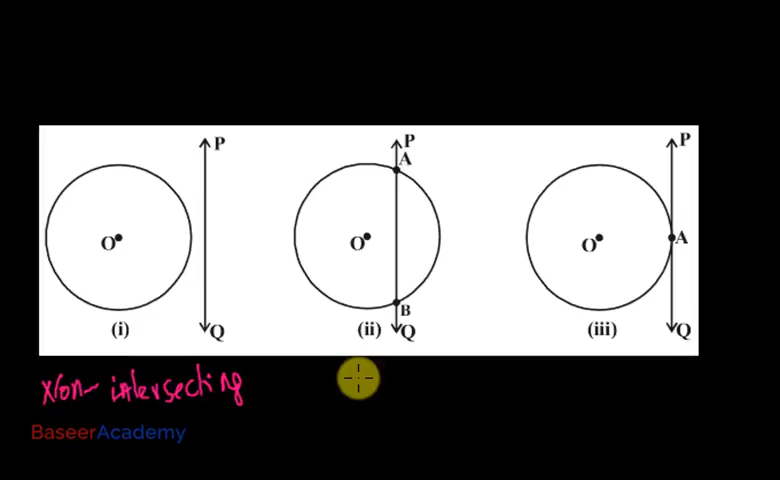 P P P
A
O O O A
B
(i) Q (ii) Q (iii) Q
Non- intersecting
BaseerAcademy